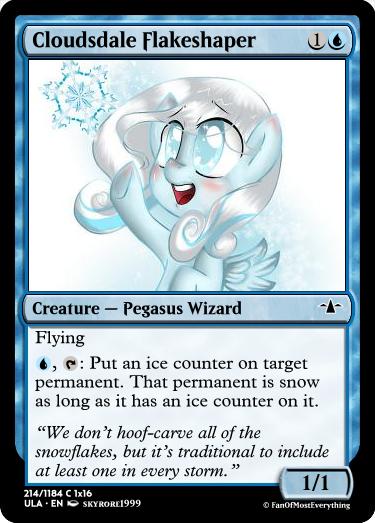 Cloudsdale Flakeshaper 1
Creature — Pegasus Wizard
Flying
: Put an ice counter on target
permanent. That permanent is snow
as long as it has an ice counter on it.
“We don’t hoof-carve all of the
snowflakes, but it’s traditional to include
at least one in every storm.”
1/1
214/1184 C 1x16
ULA • EN SKYRORE1999
© FanOfMostEverything